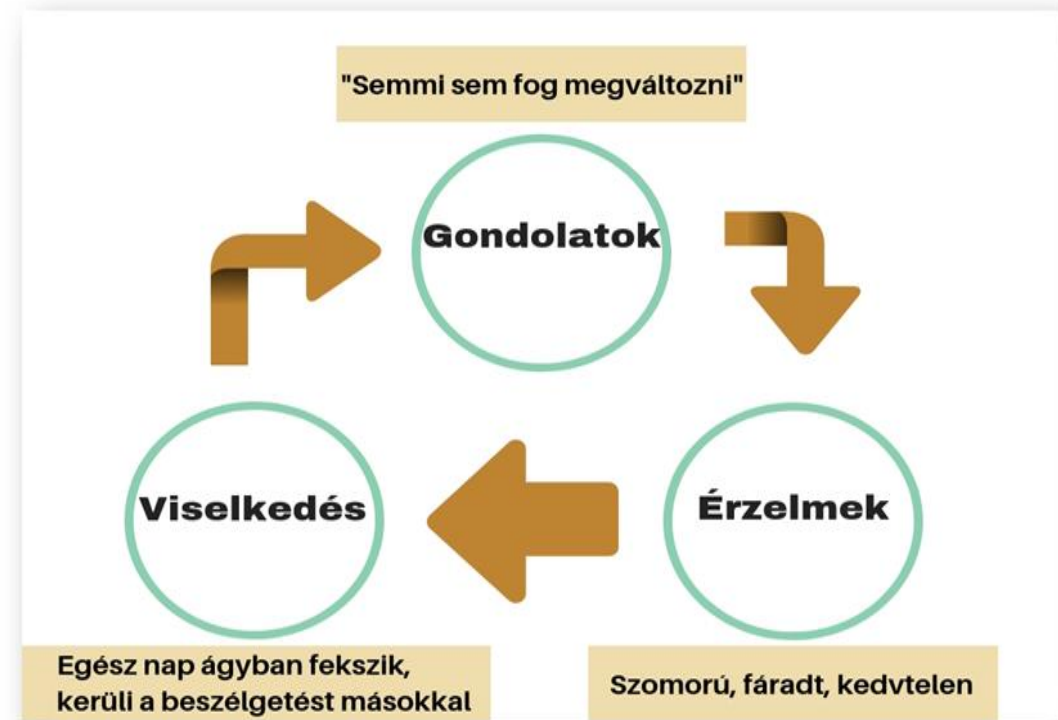 "Semmi sem fog megváltozni"
Gondolatok
Viselkedés
Érzelmek
Egész nap ágyban fekszik,
kerüli a beszélgetést másokkal
Szomorú, fáradt, kedvtelen